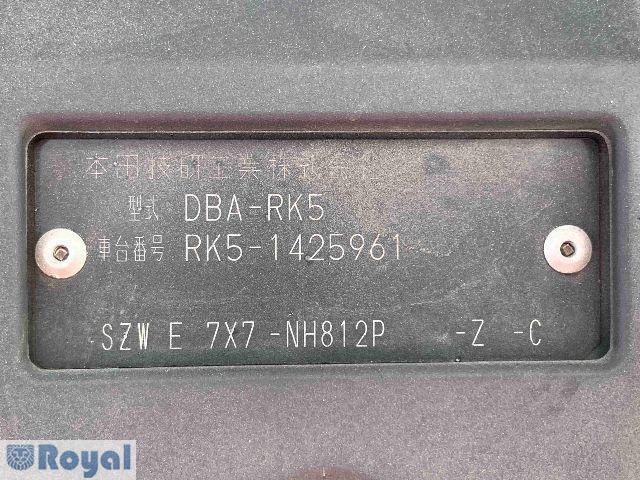 本田技研工業株式会社
型式 DBA-RK5
車台番号 RK5-1425961
SZW E 7X7 -NH812P -Z -C
Royal